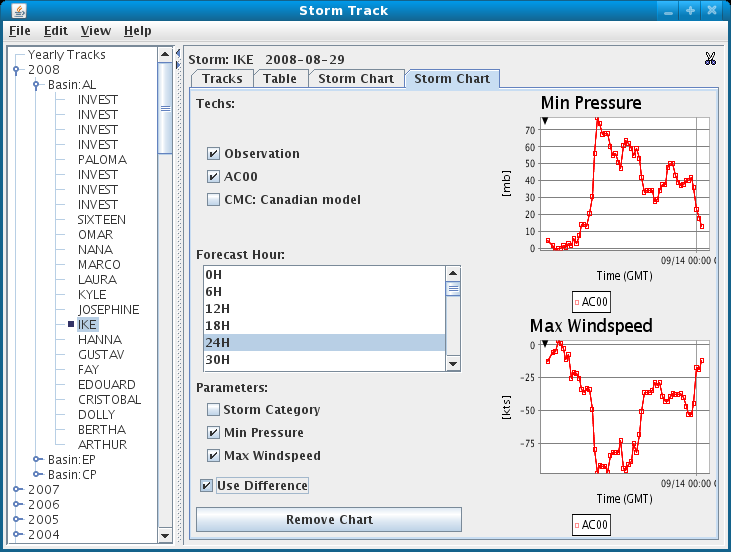 Storm Track
File Edit View Help
Yearly Tracks
2008
Basin:AL
INVEST
INVEST
INVEST
INVEST
PALOMA
INVEST
INVEST
INVEST
SIXTEEN
OMAR
NANA
MARCO
LAURA
KYLE
JOSEPHINE
IKE
HANNA
GUSTAV
FAY
EDOUARD
CRISTOBAL
DOLLY
BERTHA
ARTHUR
Basin:EP
Basin:CP
2007
2006
2005
2004
Storm: IKE 2008-08-29
Tracks Table Storm Chart Storm Chart
Techs:
Observation
AC00
CMC: Canadian model
Forecast Hour:
0H
6H
12H
18H
24H
30H
Parameters:
Storm Category
Min Pressure
Max Windspeed
Use Difference
Remove Chart
Min Pressure
70
60
50
40
30
20
10
0
[mb]
09/14 00:00
Time (GMT)
AC00
Max Windspeed
0
-25
-50
-75
[kts]
09/14 00:00
Time (GMT)
AC00